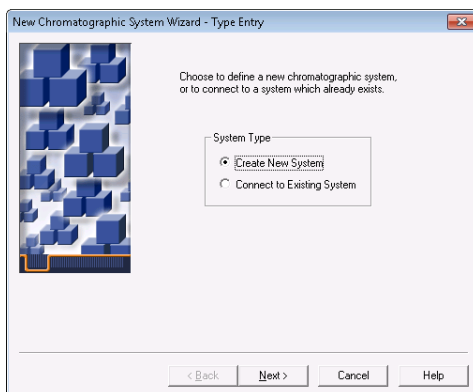 New Chromatographic System Wizard - Type Entry
Choose to define a new chromatographic system,
or to connect to a system which already exists.
System Type
Create New System
Connect to Existing System
< Back
Next >
Cancel
Help